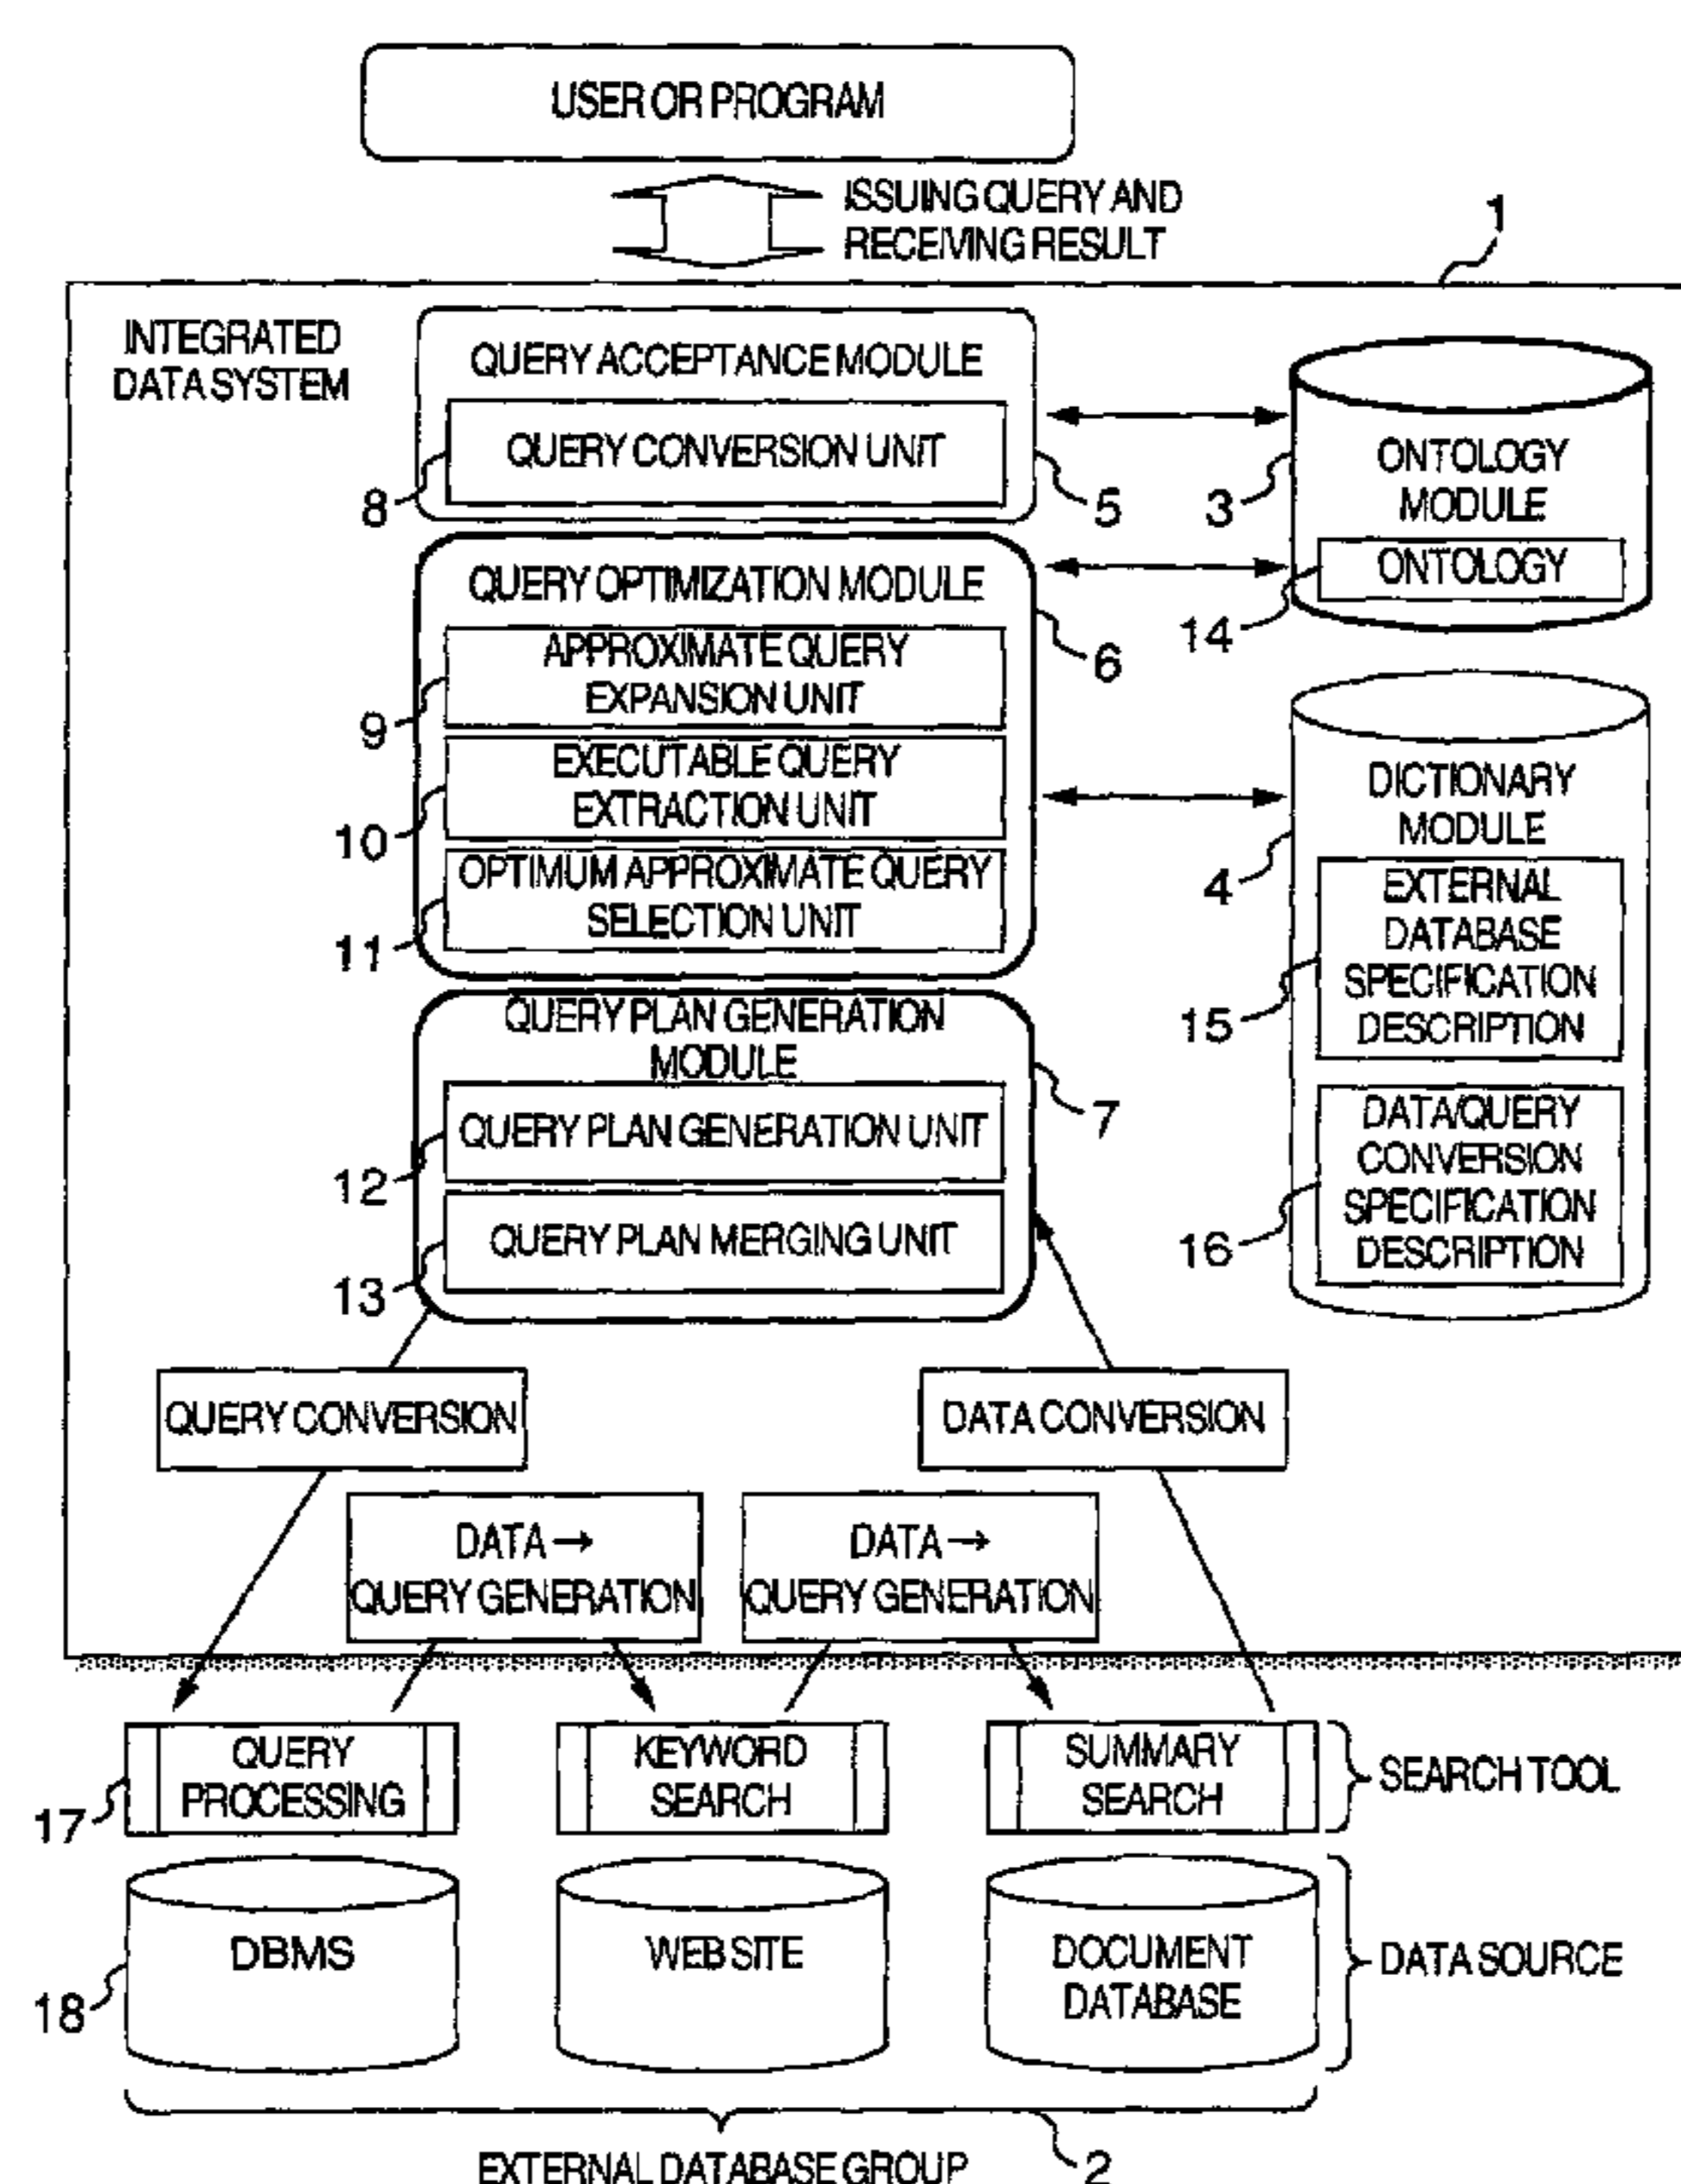 USER OR PROGRAM
ISSUING QUERY AND
RECEIVING RESULT
1
INTEGRATED
DATA SYSTEM
QUERY ACCEPTANCE MODULE
QUERY CONVERSION UNIT
8
5
3
ONTOLOGY
MODULE
ONTOLOGY
14
QUERY OPTIMIZATION MODULE
6
APPROXIMATE QUERY
EXPANSION UNIT
9
EXECUTABLE QUERY
EXTRACTION UNIT
10
OPTIMUM APPROXIMATE QUERY
SELECTION UNIT
11
DICTIONARY
MODULE
4
EXTERNAL
DATABASE
SPECIFICATION
DESCRIPTION
15
DATA/QUERY
CONVERSION
SPECIFICATION
DESCRIPTION
16
QUERY PLAN GENERATION
MODULE
7
QUERY PLAN GENERATION UNIT
12
QUERY PLAN MERGING UNIT
13
QUERY CONVERSION
DATA CONVERSION
DATA →
QUERY GENERATION
DATA →
QUERY GENERATION
QUERY
PROCESSING
17
KEYWORD
SEARCH
SUMMARY
SEARCH
SEARCH TOOL
DBMS
18
WEB SITE
DOCUMENT
DATABASE
DATA SOURCE
EXTERNAL DATABASE GROUP
2